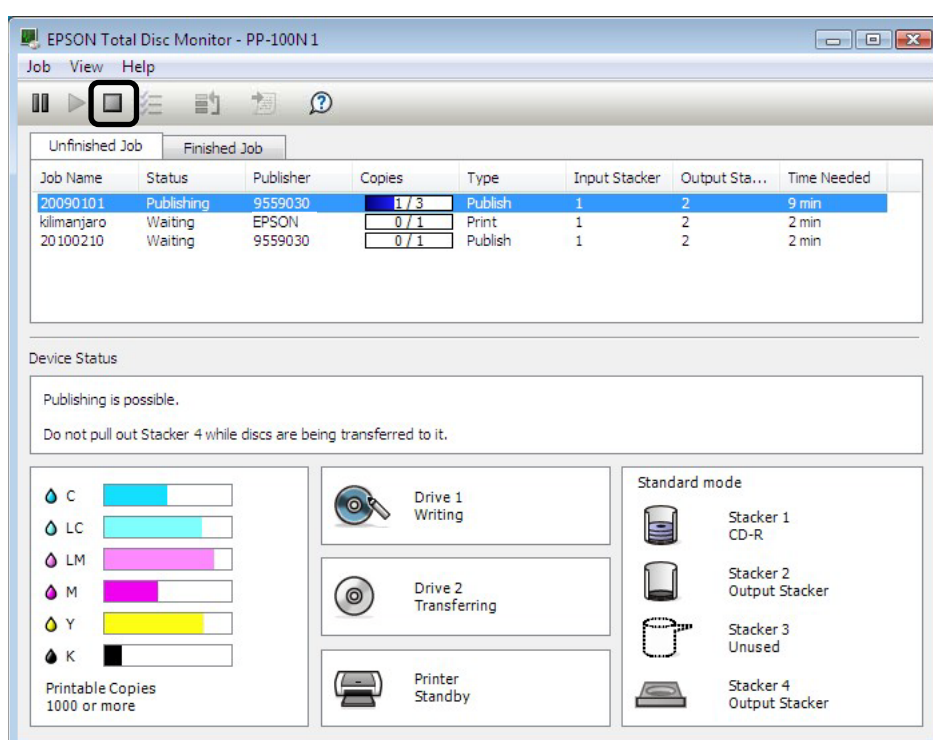 EPSON Total Disc Monitor - PP-100N 1
Job View Help
Unfinished Job Finished Job
Job Name Status Publisher Copies Type Input Stacker Output Sta... Time Needed
20090101 Publishing 9559030 1 / 3 Publish 1 2 9 min
kilimanjaro Waiting EPSON 0 / 1 Print 1 2 2 min
20100210 Waiting 9559030 0 / 1 Publish 1 2 2 min
Device Status
Publishing is possible.
Do not pull out Stacker 4 while discs are being transferred to it.
C
LC
LM
M
Y
K
Printable Copies
1000 or more
Drive 1
Writing
Drive 2
Transferring
Printer
Standby
Standard mode
Stacker 1
CD-R
Stacker 2
Output Stacker
Stacker 3
Unused
Stacker 4
Output Stacker